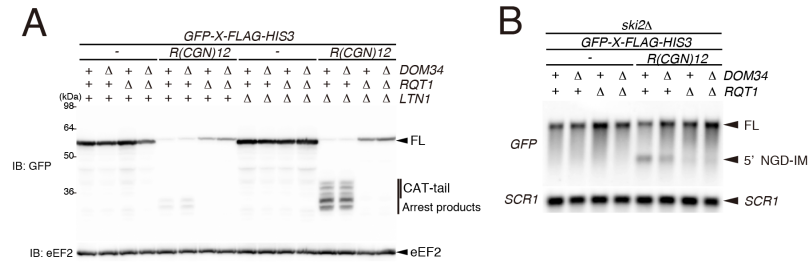 A
GFP-X-FLAG-HIS3
- R(CGN)12 - R(CGN)12
+ Δ + Δ + Δ + Δ + Δ + Δ + Δ + Δ DOM34
+ + Δ Δ + + Δ Δ + + Δ Δ + + Δ Δ RQT1
+ + + + + + + + Δ Δ Δ Δ Δ Δ Δ Δ LTN1
(kDa)
98-
64-
FL
50-
IB: GFP
36-
CAT-tail
Arrest products
IB: eEF2
eEF2
B
ski2Δ
GFP-X-FLAG-HIS3
- R(CGN)12
+ Δ + Δ + Δ + Δ DOM34
+ + Δ Δ + + Δ Δ RQT1
FL
GFP
5' NGD-IM
SCR1
SCR1